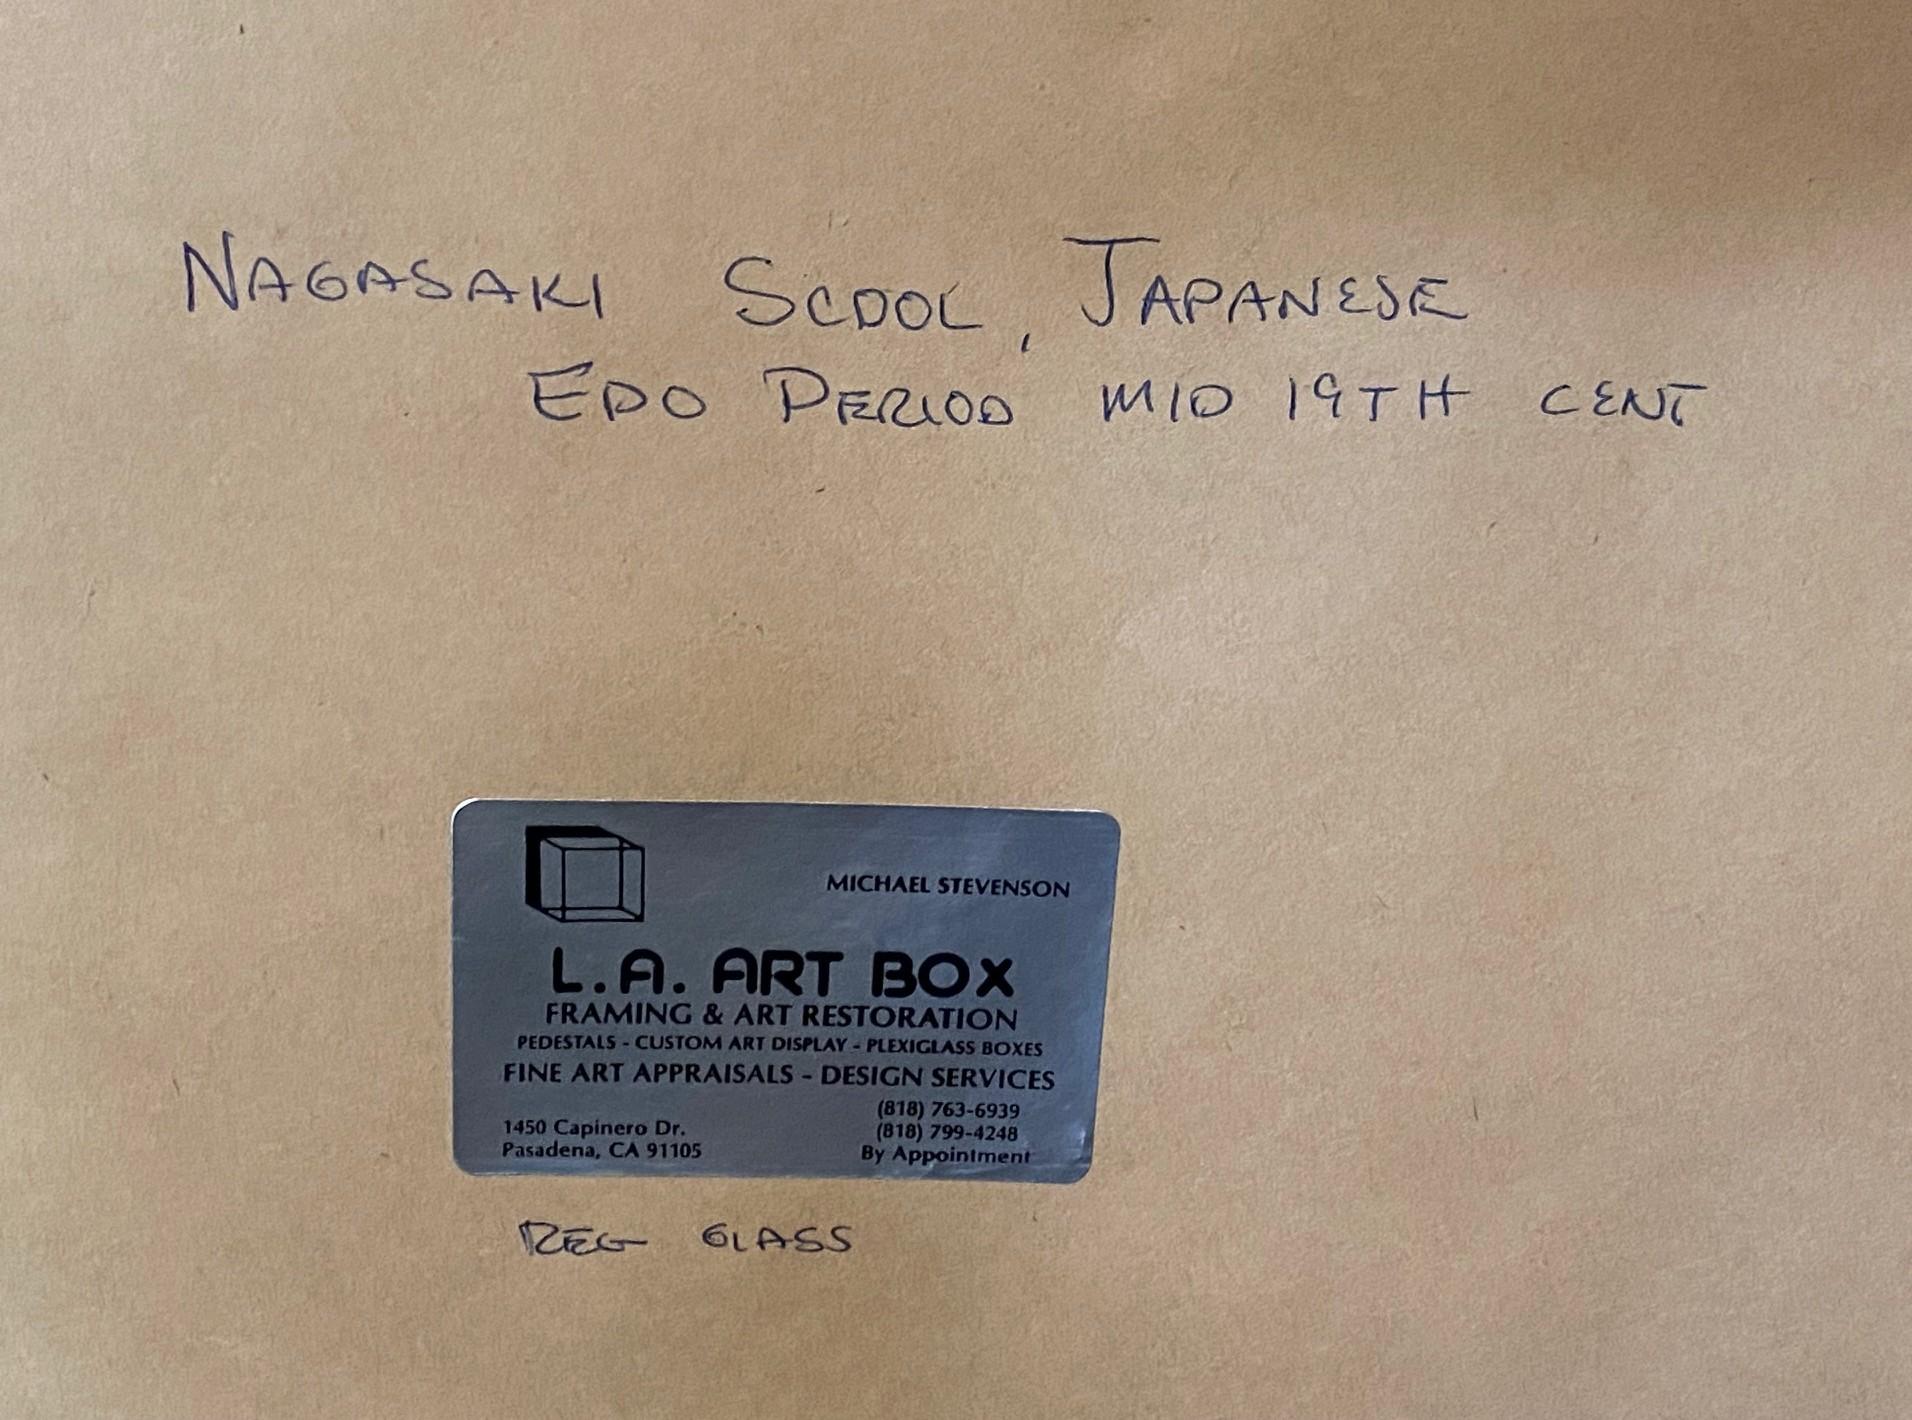 NAGASAKI SCOOL, JAPANESE
EDO PERIOD MID 19TH CENT
MICHAEL STEVENSON
L.A. ART BOX
FRAMING & ART RESTORATION
PEDESTALS - CUSTOM ART DISPLAY - PLEXIGLASS BOXES
FINE ART APPRAISALS - DESIGN SERVICES
(818) 763-6939
1450 Capinero Dr. (818) 799-4248
Pasadena, CA 91105 By Appointment
REG GLASS